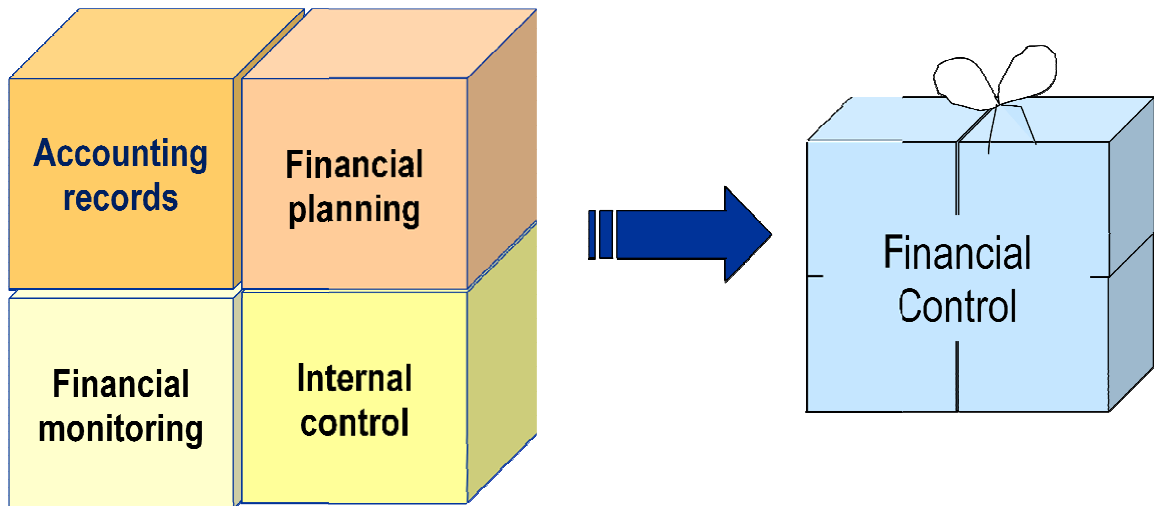 Accounting
records
Financial
planning
Financial
monitoring
Internal
control
Financial
Control